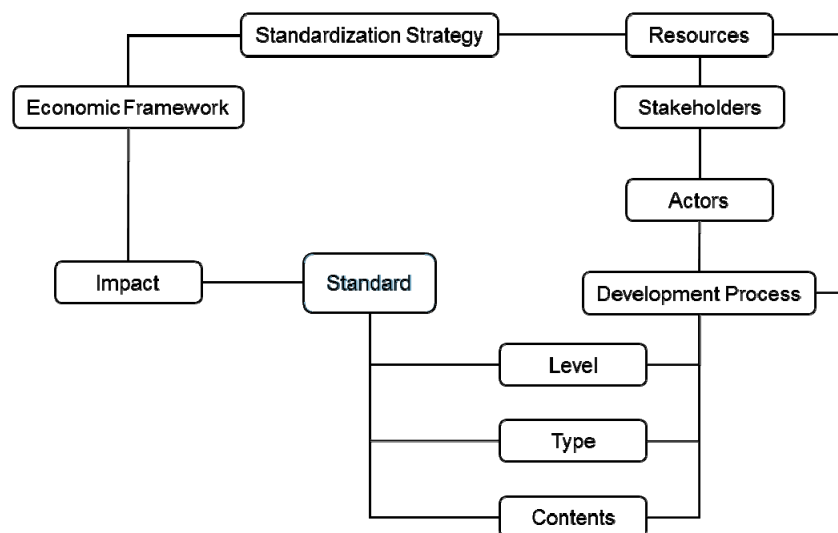 Standardization Strategy
Resources
Economic Framework
Stakeholders
Actors
Impact
Standard
Development Process
Level
Type
Contents